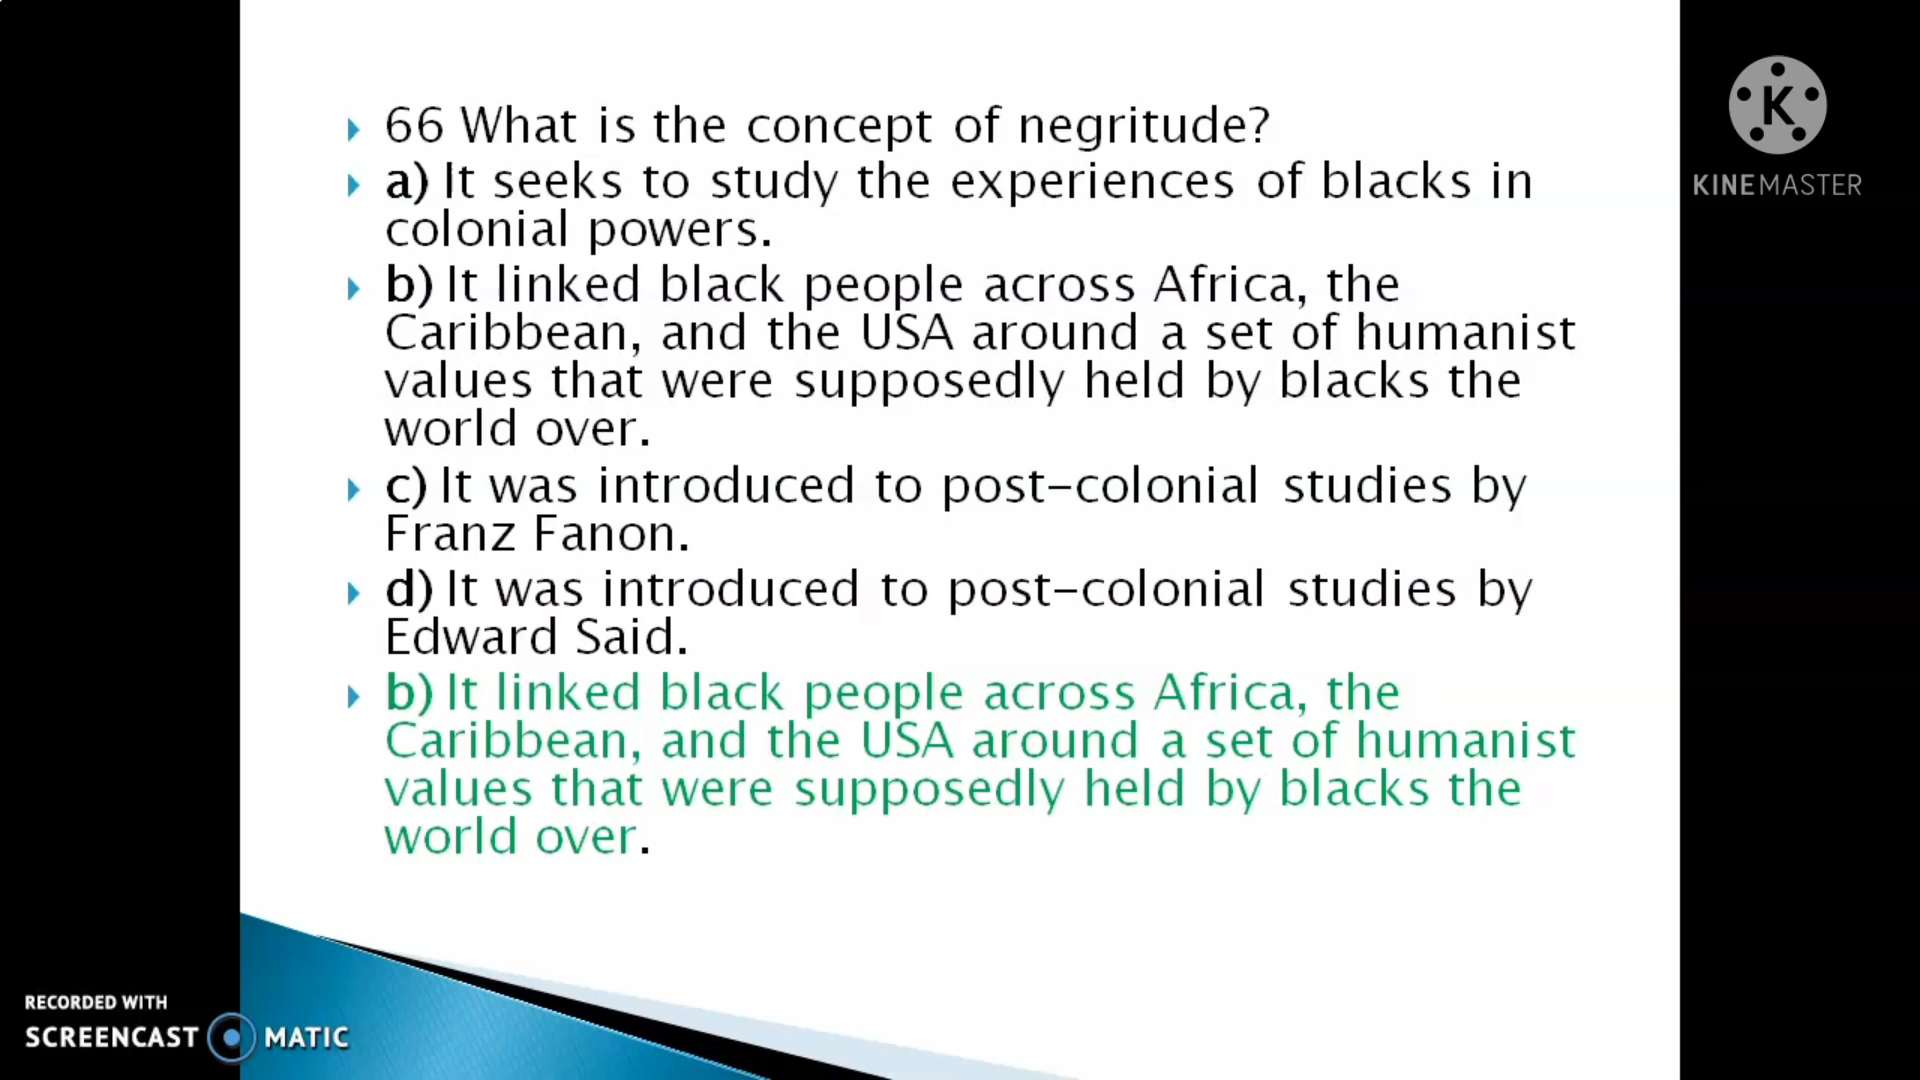 66 What is the concept of negritude?
a) It seeks to study the experiences of blacks in
colonial powers.
b) It linked black people across Africa, the
Caribbean, and the USA around a set of humanist
values that were supposedly held by blacks the
world over.
c) It was introduced to post-colonial studies by
Franz Fanon.
d) It was introduced to post-colonial studies by
Edward Said.
b) It linked black people across Africa, the
Caribbean, and the USA around a set of humanist
values that were supposedly held by blacks the
world over.
K
KINEMASTER
RECORDED WITH
SCREENCAST MATIC